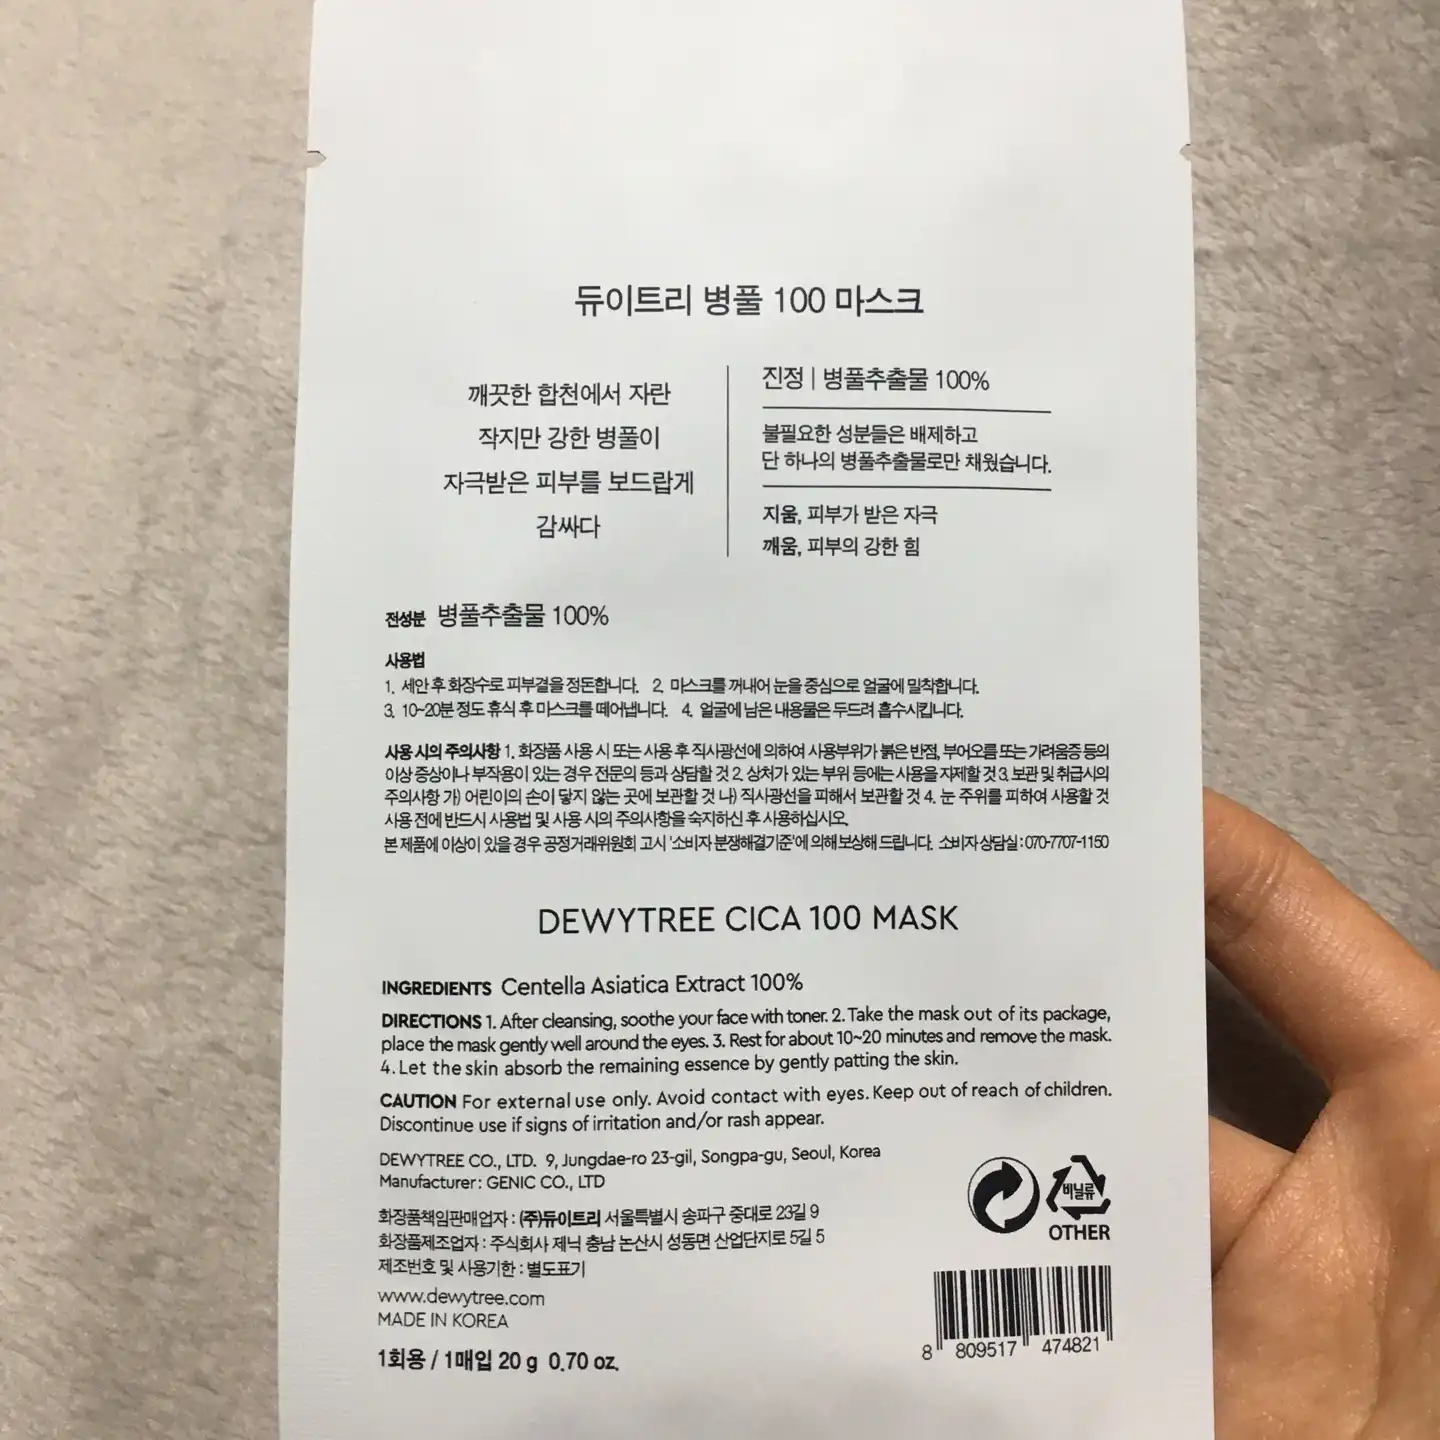 듀이트리 병풀 100 마스크
깨끗한 합천에서 자란
작지만 강한 병풀이
자극받은 피부를 보드랍게
감싸다
진정 | 병풀추출물 100%
불필요한 성분들은 배제하고
단 하나의 병풀추출물로만 채웠습니다.
지움, 피부가 받은 자극
깨움, 피부의 강한 힘
전성분 병풀추출물 100%
사용법
1. 세안 후 화장수로 피부결을 정돈합니다. 2. 마스크를 꺼내어 눈을 중심으로 얼굴에 밀착합니다.
3. 10~20분 정도 휴식 후 마스크를 떼어냅니다. 4. 얼굴에 남은 내용물은 두드려 흡수시킵니다.
사용 시의 주의사항 1. 화장품 사용 시 또는 사용 후 직사광선에 의하여 사용부위가 붉은 반점, 부어오름 또는 가려움증 등의
이상 증상이나 부작용이 있는 경우 전문의 등과 상담할 것 2. 상처가 있는 부위 등에는 사용을 자제할 것 3. 보관 및 취급시의
주의사항 가) 어린이의 손이 닿지 않는 곳에 보관할 것 나) 직사광선을 피해서 보관할 것 4. 눈 주위를 피하여 사용할 것
사용 전에 반드시 사용법 및 사용 시의 주의사항을 숙지하신 후 사용하십시오.
본 제품에 이상이 있을 경우 공정거래위원회 고시 '소비자 분쟁해결기준'에 의해 보상해 드립니다. 소비자 상담실 : 070-7707-1150
DEWYTREE CICA 100 MASK
INGREDIENTS Centella Asiatica Extract 100%
DIRECTIONS 1. After cleansing, soothe your face with toner. 2. Take the mask out of its package,
place the mask gently well around the eyes. 3. Rest for about 10~20 minutes and remove the mask.
4. Let the skin absorb the remaining essence by gently patting the skin.
CAUTION For external use only. Avoid contact with eyes. Keep out of reach of children.
Discontinue use if signs of irritation and/or rash appear.
DEWYTREE CO., LTD. 9, Jungdae-ro 23-gil, Songpa-gu, Seoul, Korea
Manufacturer: GENIC CO., LTD
화장품책임판매업자 : (주)듀이트리 서울특별시 송파구 중대로 23길 9
화장품제조업자 : 주식회사 제닉 충남 논산시 성동면 산업단지로 5길 5
제조번호 및 사용기한 : 별도표기
www.dewytree.com
MADE IN KOREA
1회용 / 1매입 20 g 0.70 oz.
비닐류
OTHER
8 809517 474821